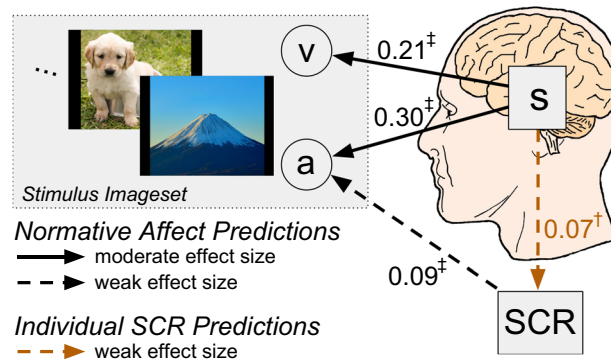 ...
v
0.21‡
s
0.30‡
a
Stimulus Imageset
Normative Affect Predictions
moderate effect size
weak effect size
0.07†
0.09‡
SCR
Individual SCR Predictions
weak effect size